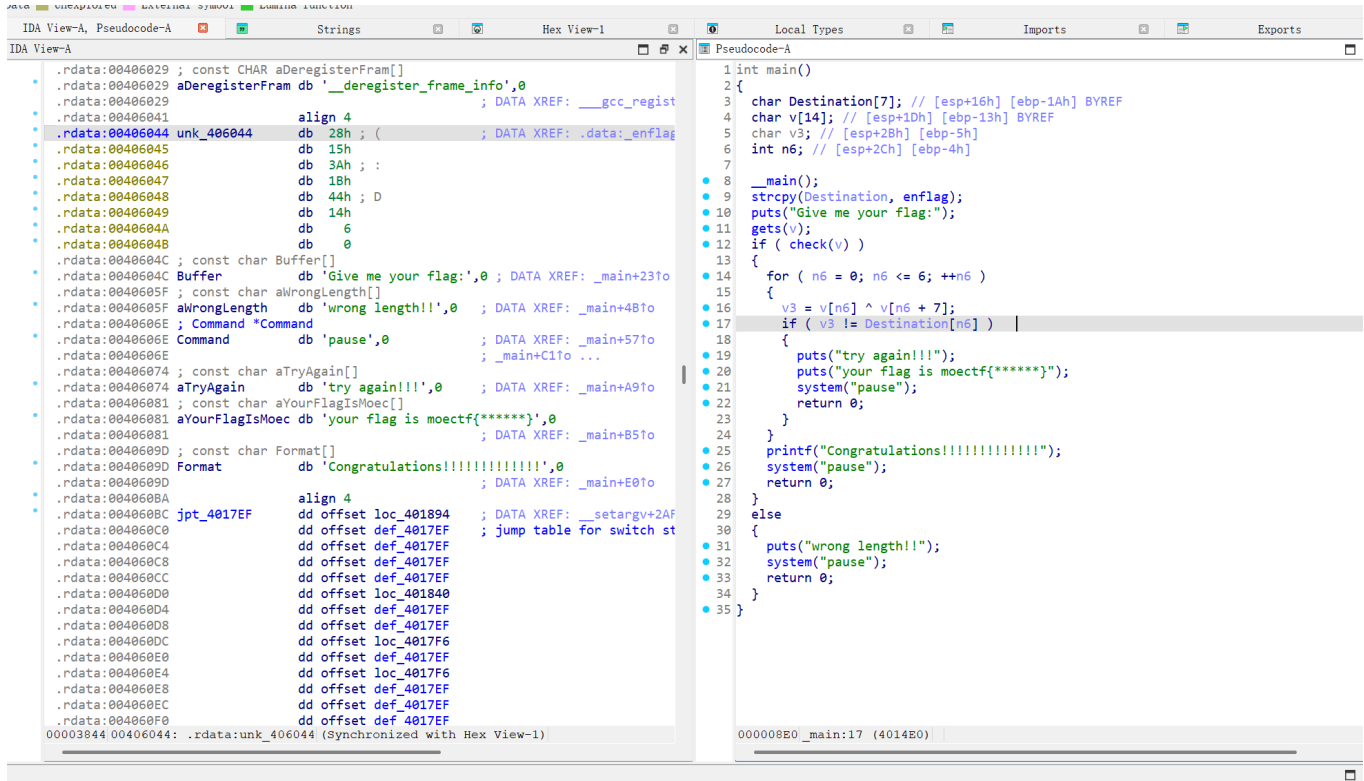 Data Unexplored External symbol Lumina function
IDA View-A, Pseudocode-A Strings Hex View-1 Local Types Imports Exports
IDA View-A
.rdata:00406029 ; const CHAR aDeregisterFram[]
.rdata:00406029 aDeregisterFram db '__deregister_frame_info',0
.rdata:00406029 ; DATA XREF: ___gcc_regist
.rdata:00406041 align 4
.rdata:00406044 unk_406044 db 28h ; ( ; DATA XREF: .data:_enflag
.rdata:00406045 db 15h
.rdata:00406046 db 3Ah ; :
.rdata:00406047 db 1Bh
.rdata:00406048 db 44h ; D
.rdata:00406049 db 14h
.rdata:0040604A db 6
.rdata:0040604B db 0
.rdata:0040604C ; const char Buffer[]
.rdata:0040604C Buffer db 'Give me your flag:',0 ; DATA XREF: _main+23↑o
.rdata:0040605F ; const char aWrongLength[]
.rdata:0040605F aWrongLength db 'wrong length!!',0 ; DATA XREF: _main+4B↑o
.rdata:0040606E ; Command *Command
.rdata:0040606E Command db 'pause',0 ; DATA XREF: _main+57↑o
.rdata:0040606E ; _main+C1↑o ...
.rdata:00406074 ; const char aTryAgain[]
.rdata:00406074 aTryAgain db 'try again!!!',0 ; DATA XREF: _main+A9↑o
.rdata:00406081 ; const char aYourFlagIsMoec[]
.rdata:00406081 aYourFlagIsMoec db 'your flag is moectf{******}',0
.rdata:00406081 ; DATA XREF: _main+B5↑o
.rdata:0040609D ; const char Format[]
.rdata:0040609D Format db 'Congratulations!!!!!!!!!!!!!',0
.rdata:0040609D ; DATA XREF: _main+E0↑o
.rdata:004060BA align 4
.rdata:004060BC jpt_4017EF dd offset loc_401894 ; DATA XREF: __setargv+2AF
.rdata:004060C0 dd offset def_4017EF ; jump table for switch st
.rdata:004060C4 dd offset def_4017EF
.rdata:004060C8 dd offset def_4017EF
.rdata:004060CC dd offset def_4017EF
.rdata:004060D0 dd offset loc_401840
.rdata:004060D4 dd offset def_4017EF
.rdata:004060D8 dd offset def_4017EF
.rdata:004060DC dd offset loc_4017F6
.rdata:004060E0 dd offset def_4017EF
.rdata:004060E4 dd offset loc_4017F6
.rdata:004060E8 dd offset def_4017EF
.rdata:004060EC dd offset def_4017EF
.rdata:004060F0 dd offset def_4017EF
00003844 00406044: .rdata:unk_406044 (Synchronized with Hex View-1)
Pseudocode-A
1 int main()
2 {
3 char Destination[7]; // [esp+16h] [ebp-1Ah] BYREF
4 char v[14]; // [esp+1Dh] [ebp-13h] BYREF
5 char v3; // [esp+2Bh] [ebp-5h]
6 int n6; // [esp+2Ch] [ebp-4h]
7
8 __main();
9 strcpy(Destination, enflag);
10 puts("Give me your flag:");
11 gets(v);
12 if ( check(v) )
13 {
14 for ( n6 = 0; n6 <= 6; ++n6 )
15 {
16 v3 = v[n6] ^ v[n6 + 7];
17 if ( v3 != Destination[n6] )
18 {
19 puts("try again!!!");
20 puts("your flag is moectf{******}");
21 system("pause");
22 return 0;
23 }
24 }
25 printf("Congratulations!!!!!!!!!!!!!");
26 system("pause");
27 return 0;
28 }
29 else
30 {
31 puts("wrong length!!");
32 system("pause");
33 return 0;
34 }
35 }
000008E0 _main:17 (4014E0)